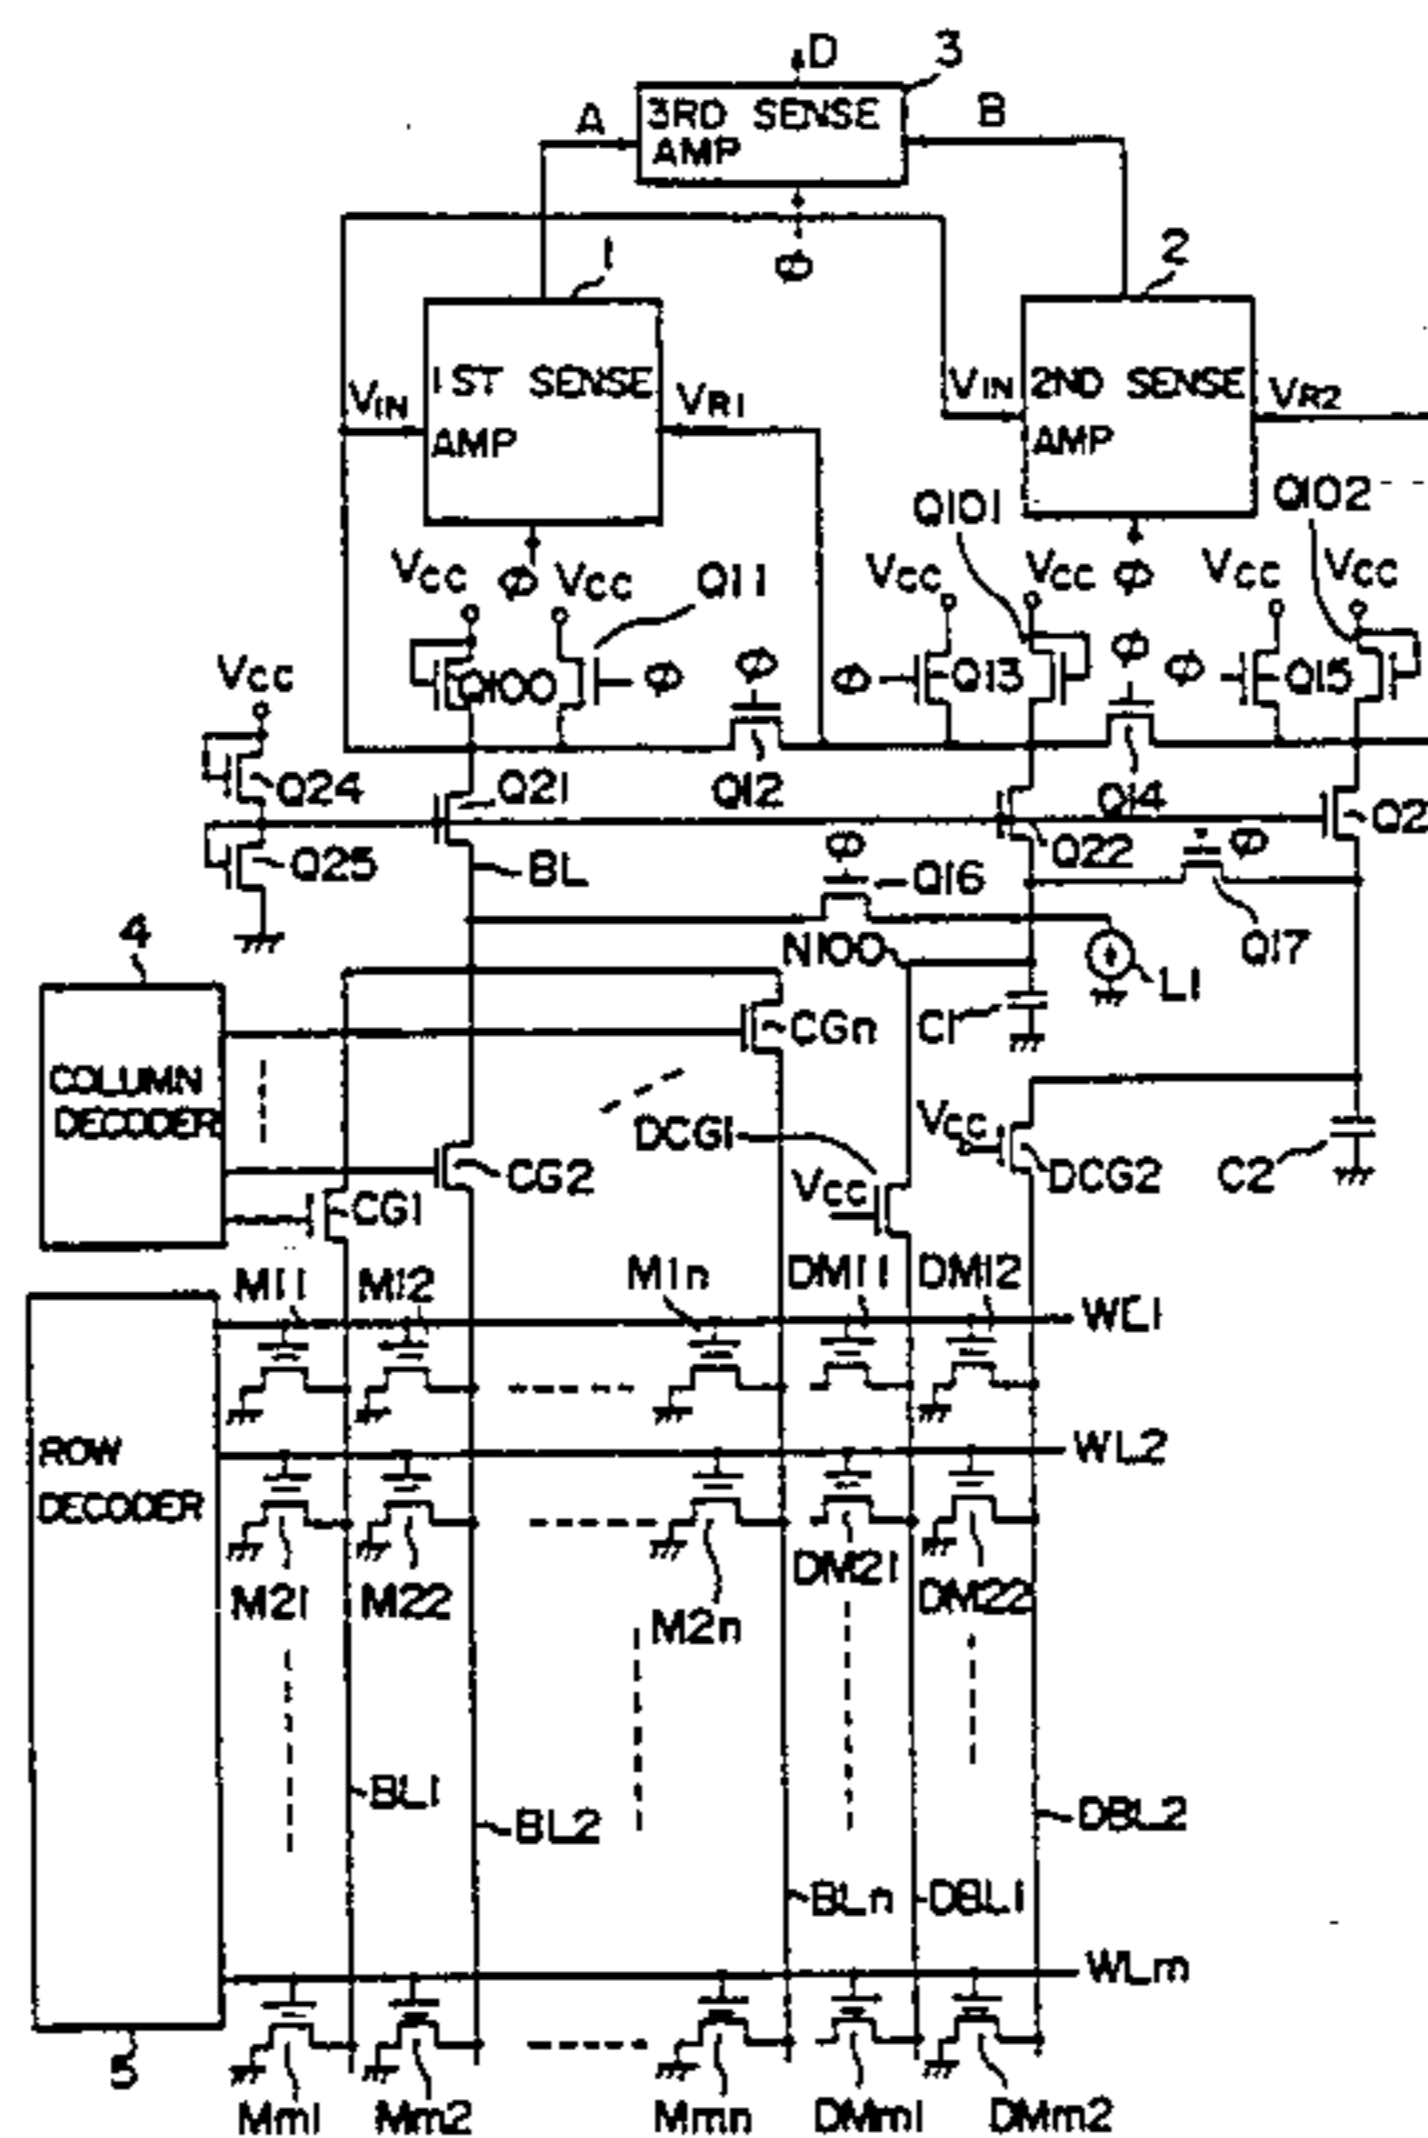 D
3
A
3RD SENSE
AMP
B
Φ
1
2
VIN
1ST SENSE
AMP
VR1
VIN
2ND SENSE
AMP
VR2
Q101
Q102
Vcc
Φ
Vcc
Q11
Vcc
Vcc
Φ
Vcc
Vcc
Vcc
Q100
Φ
Φ
Φ
Q13
Φ
Φ
Q15
Q24
Q21
Q12
Q14
Q2
Q25
BL
Φ
Q16
Q22
Φ
Q17
4
N100
L1
COLUMN
DECODER
CGn
C1
DCG1
Vcc
DCG2
C2
CG2
Vcc
CG1
M11
M12
M1n
DM11
DM12
WL1
ROW
DECODER
WL2
M21
M22
M2n
DM21
DM22
BL1
BL2
DBL2
BLn
DBL1
WLm
5
Mm1
Mm2
Mmn
DMm1
DMm2